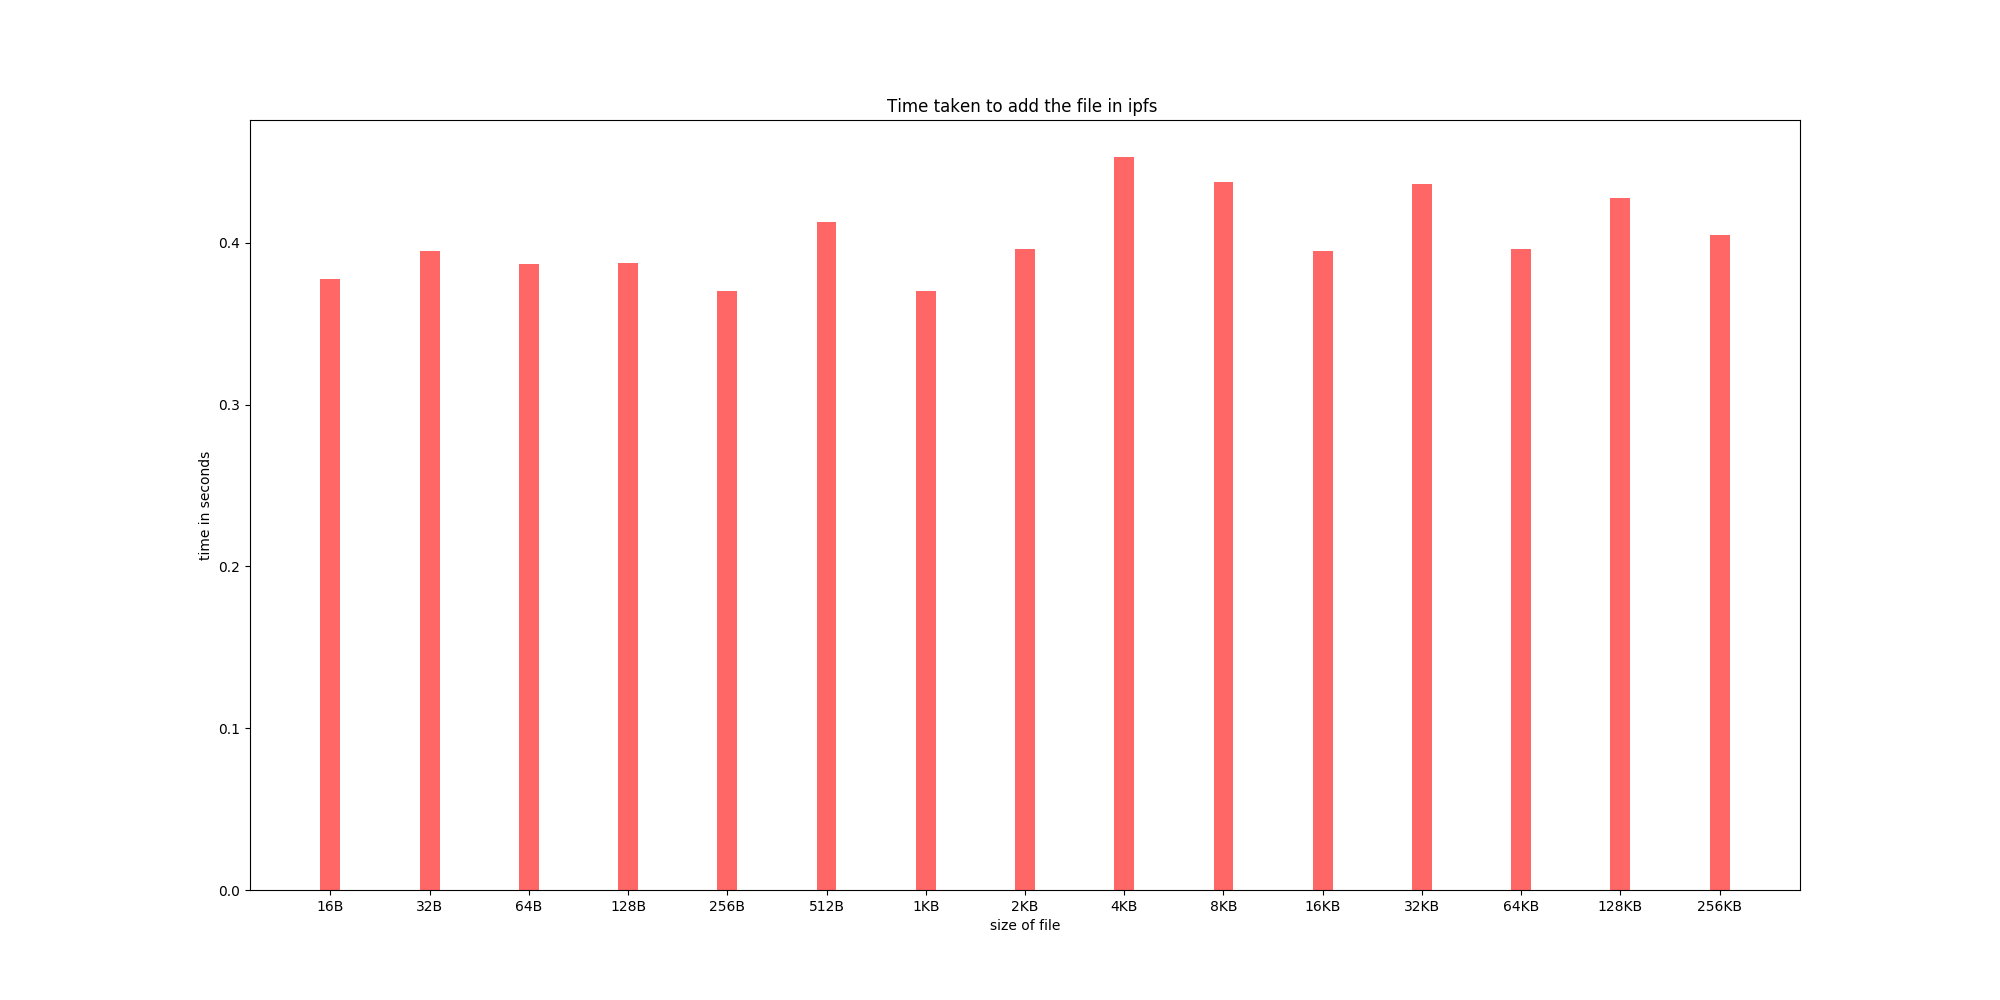 Time taken to add the file in ipfs
time in seconds
0.4
0.3
0.2
0.1
0.0
16B 32B 64B 128B 256B 512B 1KB 2KB 4KB 8KB 16KB 32KB 64KB 128KB 256KB
size of file